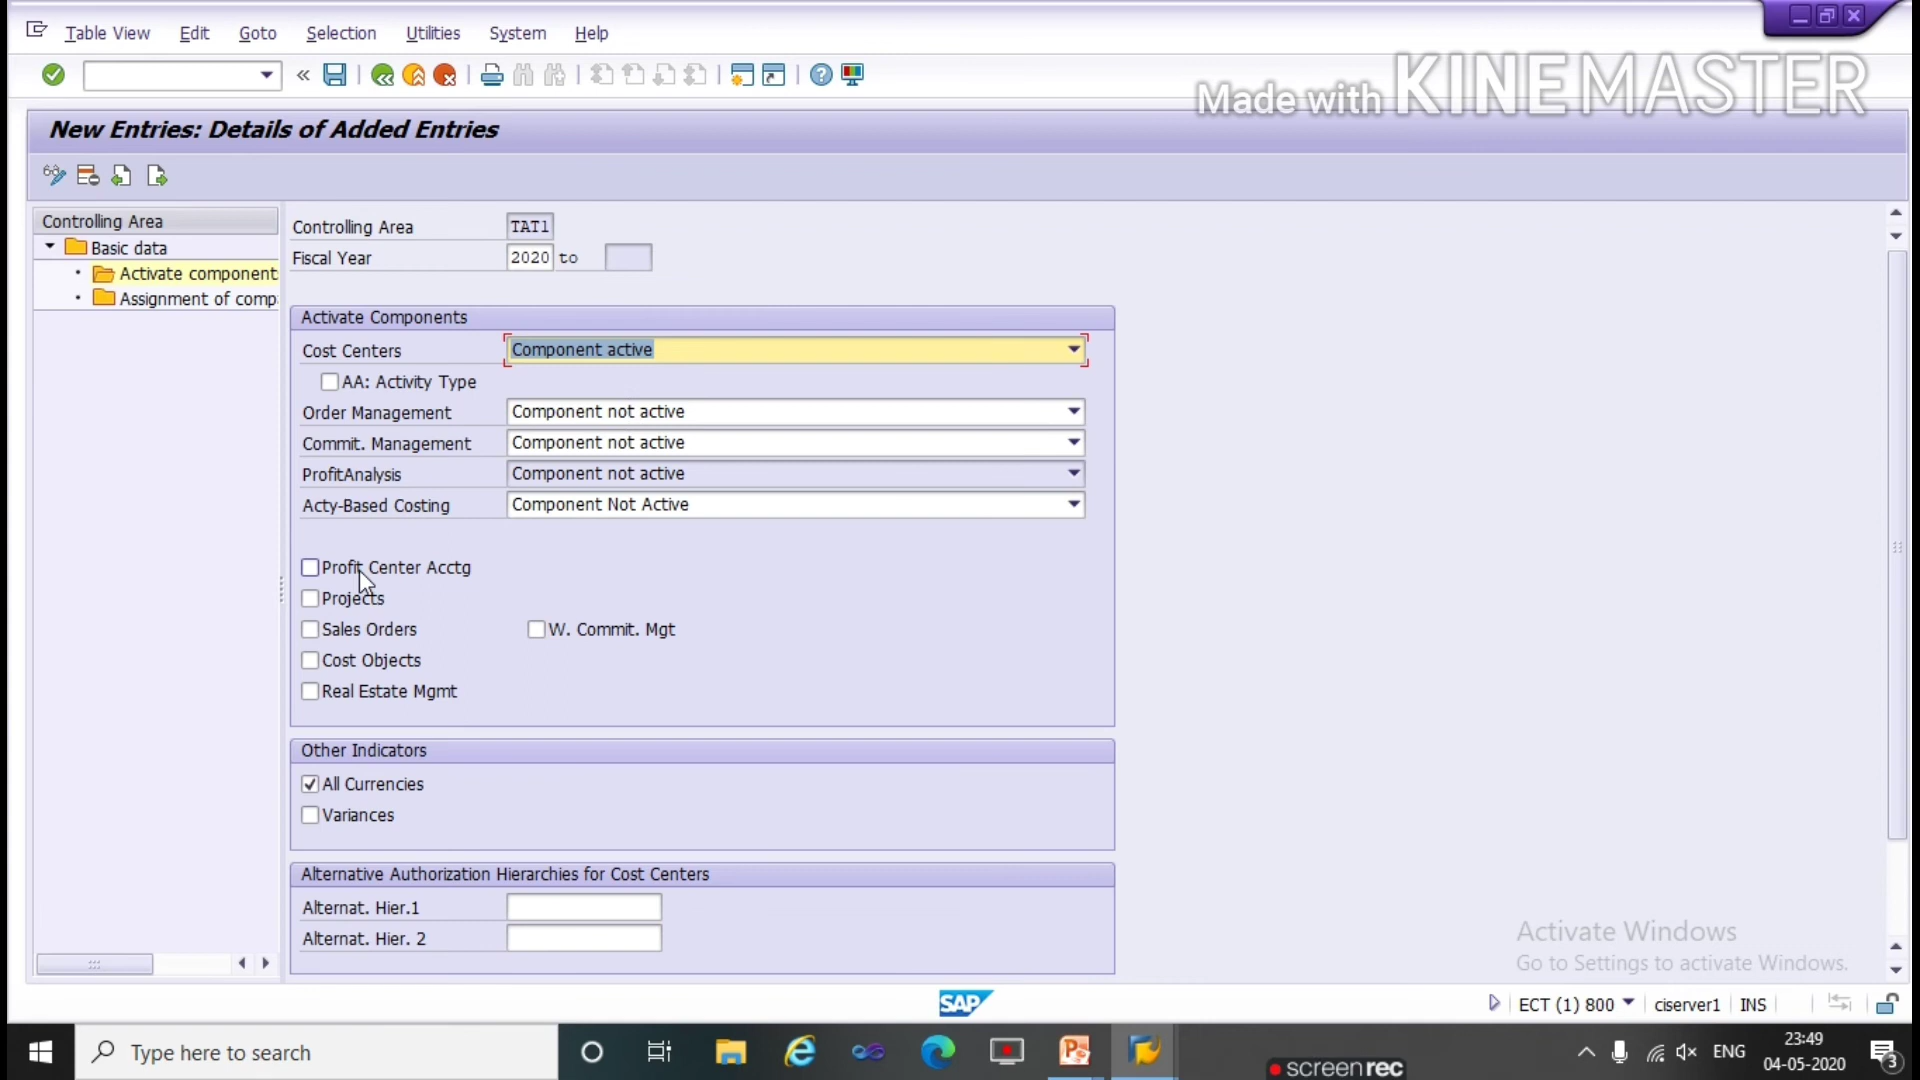 Table View Edit Goto Selection Utilities System Help
Made with KINEMASTER
New Entries: Details of Added Entries
Controlling Area
Basic data
Activate component
Assignment of comp
Controlling Area TAT1
Fiscal Year 2020 to
Activate Components
Cost Centers Component active
AA: Activity Type
Order Management Component not active
Commit. Management Component not active
ProfitAnalysis Component not active
Acty-Based Costing Component Not Active
Profit Center Acctg
Projects
Sales Orders W. Commit. Mgt
Cost Objects
Real Estate Mgmt
Other Indicators
All Currencies
Variances
Alternative Authorization Hierarchies for Cost Centers
Alternat. Hier.1
Alternat. Hier. 2
Activate Windows
Go to Settings to activate Windows.
SAP
ECT (1) 800 ciserver1 INS
Type here to search
screenrec
ENG
23:49
04-05-2020
3